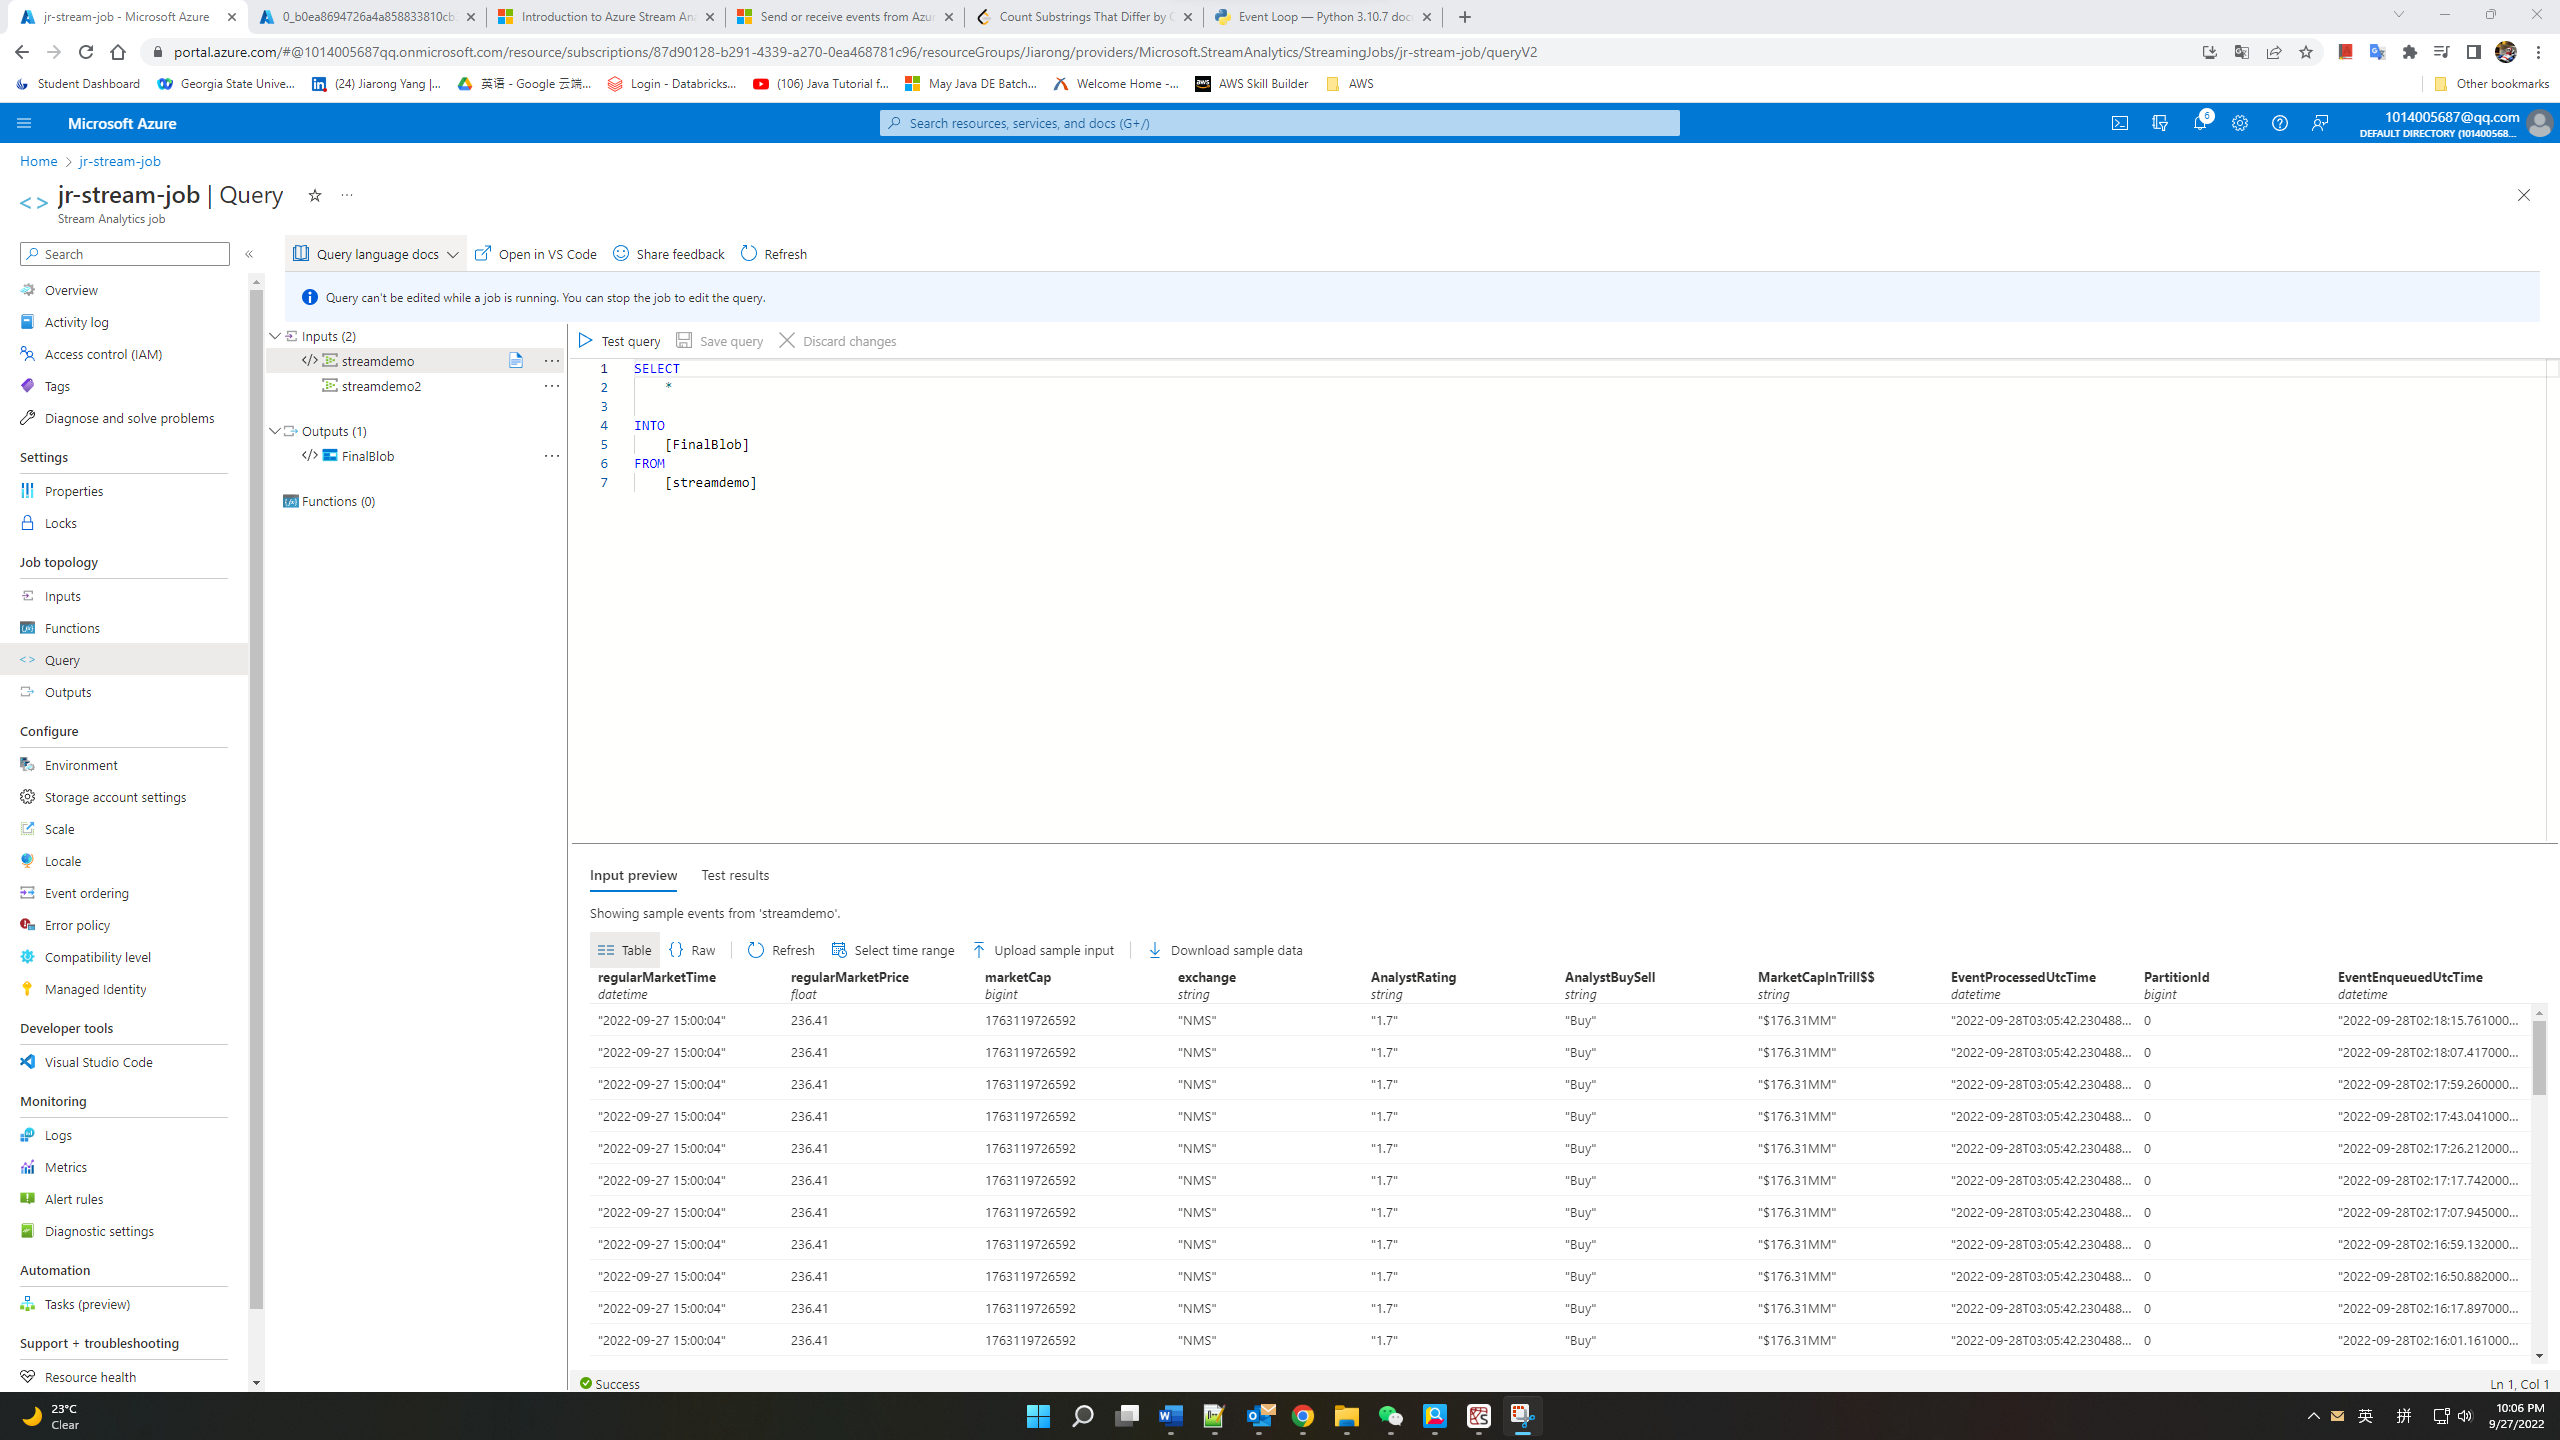 jr-stream-job - Microsoft Azure
0_b0ea8694726a4a858833810cb
Introduction to Azure Stream An
Send or receive events from Azu
Count Substrings That Differ by
Event Loop — Python 3.10.7 doc
portal.azure.com/#@1014005687qq.onmicrosoft.com/resource/subscriptions/87d90128-b291-4339-a270-0ea468781c96/resourceGroups/Jiarong/providers/Microsoft.StreamAnalytics/StreamingJobs/jr-stream-job/queryV2
Student Dashboard
Georgia State Unive...
(24) Jiarong Yang |...
英语 - Google 云端...
Login - Databricks...
(106) Java Tutorial f...
May Java DE Batch...
Welcome Home -...
AWS Skill Builder
AWS
Other bookmarks
Microsoft Azure
Search resources, services, and docs (G+/)
6
1014005687@qq.com
DEFAULT DIRECTORY (101400568...
Home > jr-stream-job
jr-stream-job | Query
Stream Analytics job
Search
Overview
Activity log
Access control (IAM)
Tags
Diagnose and solve problems
Settings
Properties
Locks
Job topology
Inputs
Functions
Query
Outputs
Configure
Environment
Storage account settings
Scale
Locale
Event ordering
Error policy
Compatibility level
Managed Identity
Developer tools
Visual Studio Code
Monitoring
Logs
Metrics
Alert rules
Diagnostic settings
Automation
Tasks (preview)
Support + troubleshooting
Resource health
Query language docs
Open in VS Code
Share feedback
Refresh
Query can't be edited while a job is running. You can stop the job to edit the query.
Inputs (2)
streamdemo
streamdemo2
Outputs (1)
FinalBlob
Functions (0)
Test query
Save query
Discard changes
1 SELECT
2 *
3
4 INTO
5 [FinalBlob]
6 FROM
7 [streamdemo]
Input preview
Test results
Showing sample events from 'streamdemo'.
Table
Raw
Refresh
Select time range
Upload sample input
Download sample data
regularMarketTime regularMarketPrice marketCap exchange AnalystRating AnalystBuySell MarketCapInTrill$$ EventProcessedUtcTime PartitionId EventEnqueuedUtcTime
datetime float bigint string string string string datetime bigint datetime
"2022-09-27 15:00:04" 236.41 1763119726592 "NMS" "1.7" "Buy" "$176.31MM" "2022-09-28T03:05:42.230488... 0 "2022-09-28T02:18:15.761000...
"2022-09-27 15:00:04" 236.41 1763119726592 "NMS" "1.7" "Buy" "$176.31MM" "2022-09-28T03:05:42.230488... 0 "2022-09-28T02:18:07.417000...
"2022-09-27 15:00:04" 236.41 1763119726592 "NMS" "1.7" "Buy" "$176.31MM" "2022-09-28T03:05:42.230488... 0 "2022-09-28T02:17:59.260000...
"2022-09-27 15:00:04" 236.41 1763119726592 "NMS" "1.7" "Buy" "$176.31MM" "2022-09-28T03:05:42.230488... 0 "2022-09-28T02:17:43.041000...
"2022-09-27 15:00:04" 236.41 1763119726592 "NMS" "1.7" "Buy" "$176.31MM" "2022-09-28T03:05:42.230488... 0 "2022-09-28T02:17:26.212000...
"2022-09-27 15:00:04" 236.41 1763119726592 "NMS" "1.7" "Buy" "$176.31MM" "2022-09-28T03:05:42.230488... 0 "2022-09-28T02:17:17.742000...
"2022-09-27 15:00:04" 236.41 1763119726592 "NMS" "1.7" "Buy" "$176.31MM" "2022-09-28T03:05:42.230488... 0 "2022-09-28T02:17:07.945000...
"2022-09-27 15:00:04" 236.41 1763119726592 "NMS" "1.7" "Buy" "$176.31MM" "2022-09-28T03:05:42.230488... 0 "2022-09-28T02:16:59.132000...
"2022-09-27 15:00:04" 236.41 1763119726592 "NMS" "1.7" "Buy" "$176.31MM" "2022-09-28T03:05:42.230488... 0 "2022-09-28T02:16:50.882000...
"2022-09-27 15:00:04" 236.41 1763119726592 "NMS" "1.7" "Buy" "$176.31MM" "2022-09-28T03:05:42.230488... 0 "2022-09-28T02:16:17.897000...
"2022-09-27 15:00:04" 236.41 1763119726592 "NMS" "1.7" "Buy" "$176.31MM" "2022-09-28T03:05:42.230488... 0 "2022-09-28T02:16:01.161000...
Success
Ln 1, Col 1
23°C
Clear
英
拼
10:06 PM
9/27/2022